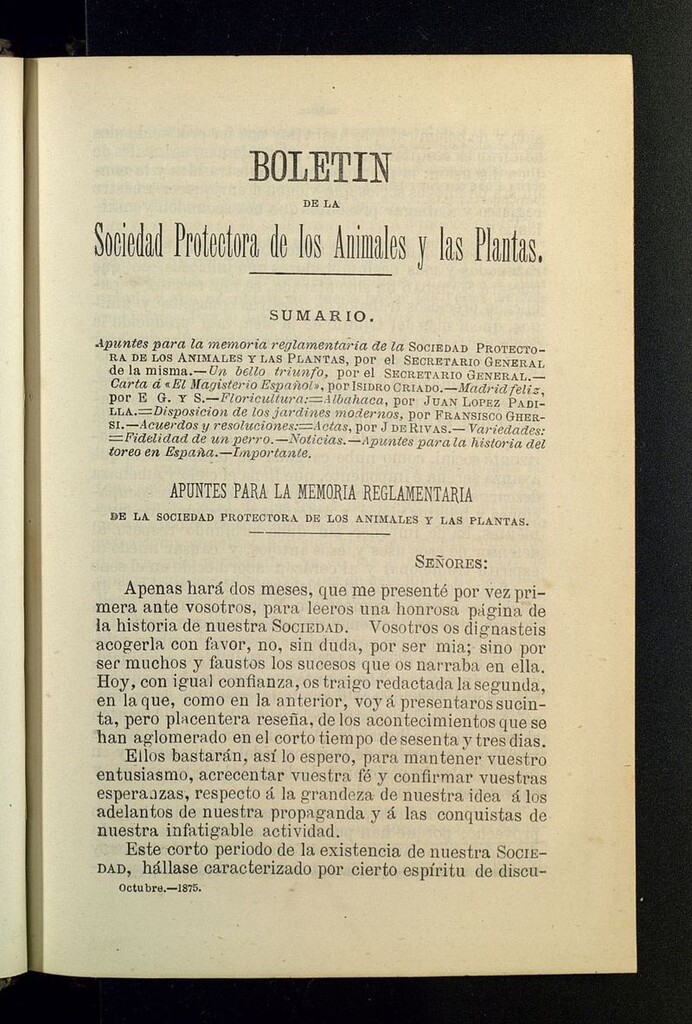 BOLETIN
DE LA
Sociedad Protectora de los Animales y las Plantas.
SUMARIO.
Apuntes para la memoria reglamentaria de la SOCIEDAD PROTECTO-
RA DE LOS ANIMALES Y LAS PLANTAS, por el SECRETARIO GENERAL
de la misma.—Un bello triunfo, por el SECRETARIO GENERAL.—
Carta á «El Magisterio Español», por ISIDRO CRIADO.—Madrid feliz,
por E G. Y S.—Floricultura:=Albahaca, por JUAN LOPEZ PADI-
LLA.=Disposicion de los jardines modernos, por FRANSISCO GHER-
SI.—Acuerdos y resoluciones:=Actas, por J DE RIVAS.—Variedades:
=Fidelidad de un perro.—Noticias.—Apuntes para la historia del
toreo en España.—Importante.
APUNTES PARA LA MEMORIA REGLAMENTARIA
DE LA SOCIEDAD PROTECTORA DE LOS ANIMALES Y LAS PLANTAS.
SEÑORES:
Apenas hará dos meses, que me presenté por vez pri-
mera ante vosotros, para leeros una honrosa página de
la historia de nuestra SOCIEDAD. Vosotros os dignasteis
acogerla con favor, no, sin duda, por ser mia; sino por
ser muchos y faustos los sucesos que os narraba en ella.
Hoy, con igual confianza, os traigo redactada la segunda,
en la que, como en la anterior, voy á presentaros sucin-
ta, pero placentera reseña, de los acontecimientos que se
han aglomerado en el corto tiempo de sesenta y tres dias.
Ellos bastarán, así lo espero, para mantener vuestro
entusiasmo, acrecentar vuestra fé y confirmar vuestras
esperanzas, respecto á la grandeza de nuestra idea á los
adelantos de nuestra propaganda y á las conquistas de
nuestra infatigable actividad.
Este corto periodo de la existencia de nuestra SOCIE-
DAD, hállase caracterizado por cierto espíritu de discu-
Octubre.—1875.